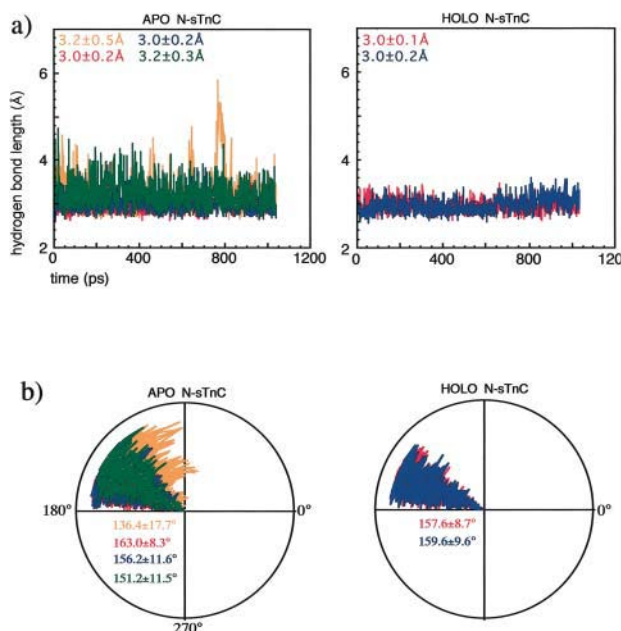 a)
APO N-sTnC
HOLO N-sTnC
3.2±0.5Å 3.0±0.2Å
3.0±0.2Å 3.2±0.3Å
3.0±0.1Å
3.0±0.2Å
hydrogen bond length (Å)
6
4
2
0 400 800 1200
time (ps)
6
4
2
0 400 800 120
b)
APO N-sTnC
HOLO N-sTnC
180°
0°
136.4±17.7°
163.0±8.3°
156.2±11.6°
151.2±11.5°
270°
157.6±8.7°
159.6±9.6°
0°